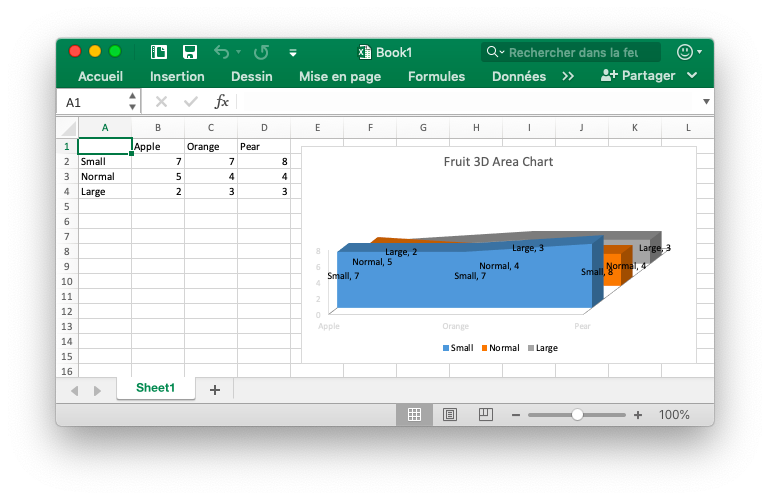 Book1
Rechercher dans la feu
Accueil Insertion Dessin Mise en page Formules Données >> Partager
A1 fx
A B C D E F G H I J K L
1 Apple Orange Pear
2 Small 7 7 8
3 Normal 5 4 4
4 Large 2 3 3
5
6
7
8
9
10
11
12
13
14
15
16
Fruit 3D Area Chart
8
6
4
2
0
Large, 2 Large, 3 Large, 3
Normal, 5 Normal, 4 Normal, 4
Small, 7 Small, 7 Small, 8
Apple Orange Pear
Small Normal Large
Sheet1 +
− + 100%